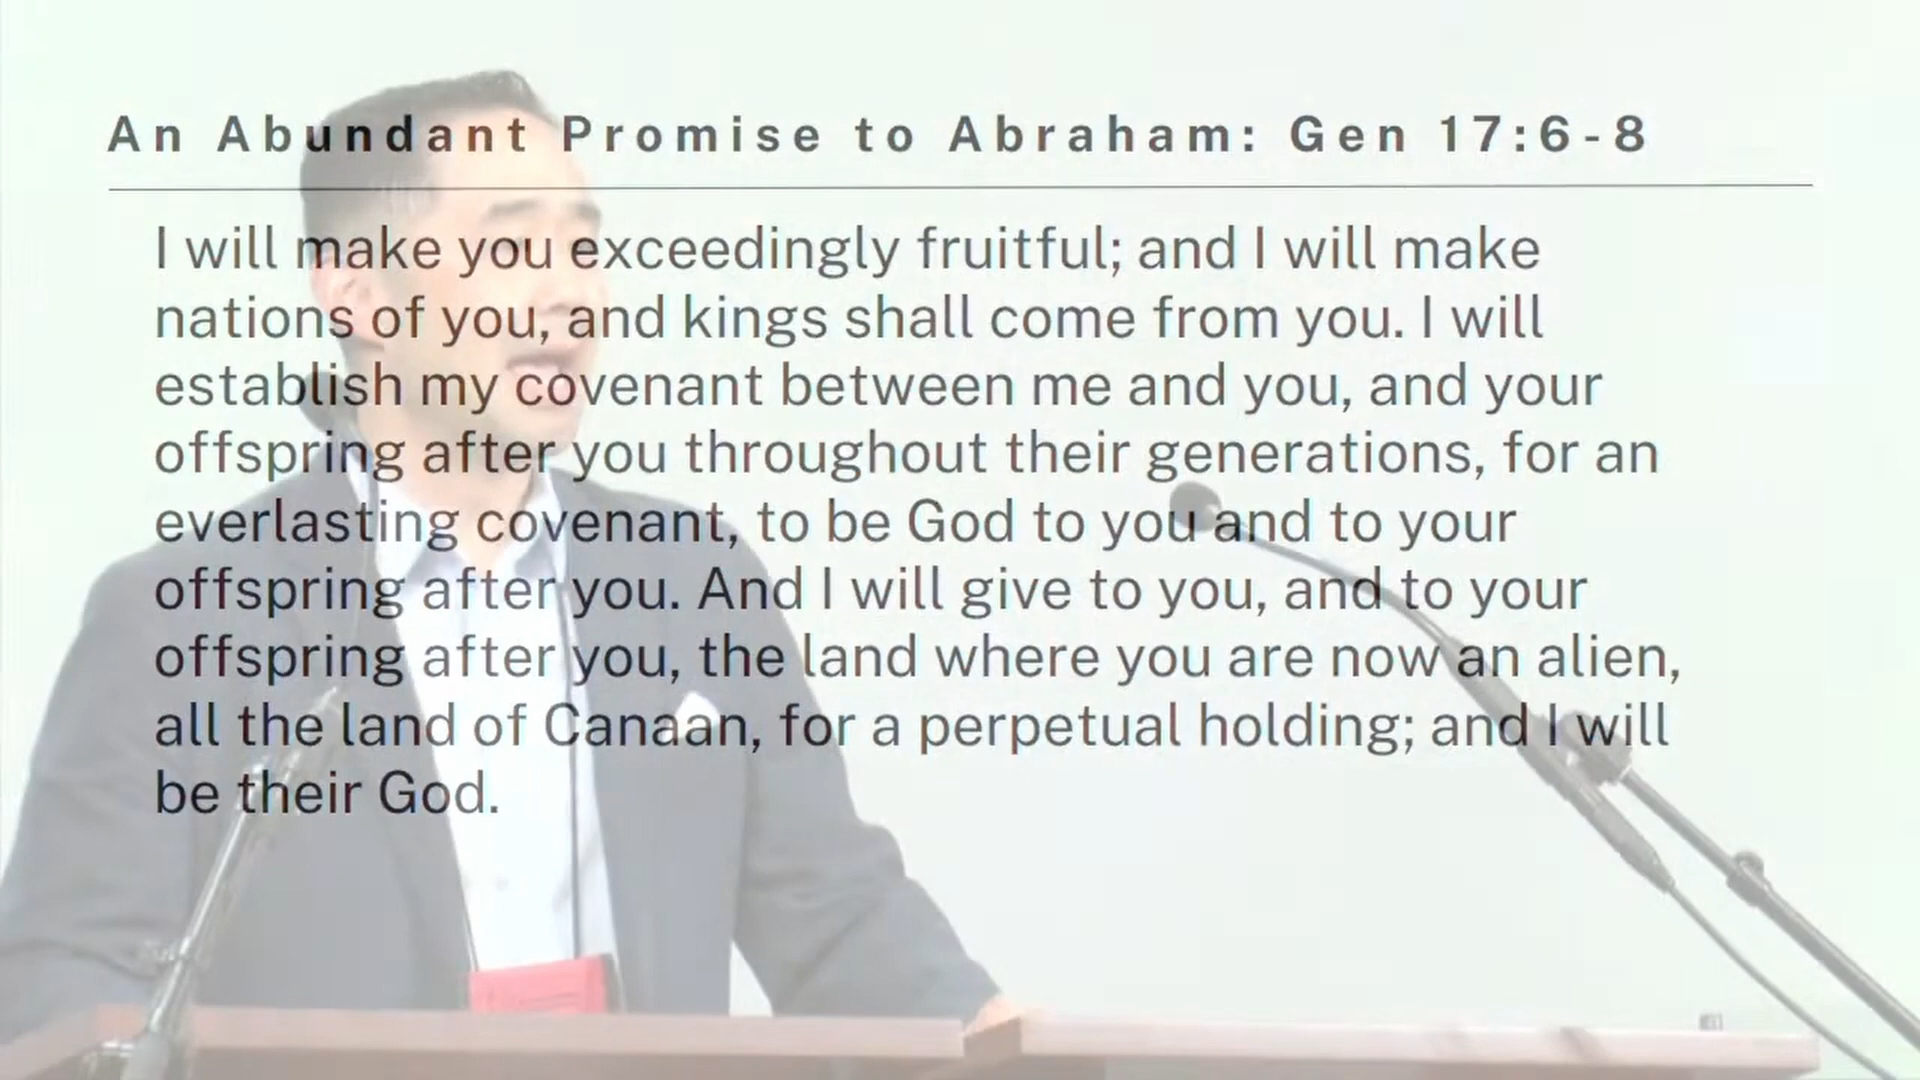 An Abundant Promise to Abraham: Gen 17:6-8
I will make you exceedingly fruitful; and I will make
nations of you, and kings shall come from you. I will
establish my covenant between me and you, and your
offspring after you throughout their generations, for an
everlasting covenant, to be God to you and to your
offspring after you. And I will give to you, and to your
offspring after you, the land where you are now an alien,
all the land of Canaan, for a perpetual holding; and I will
be their God.